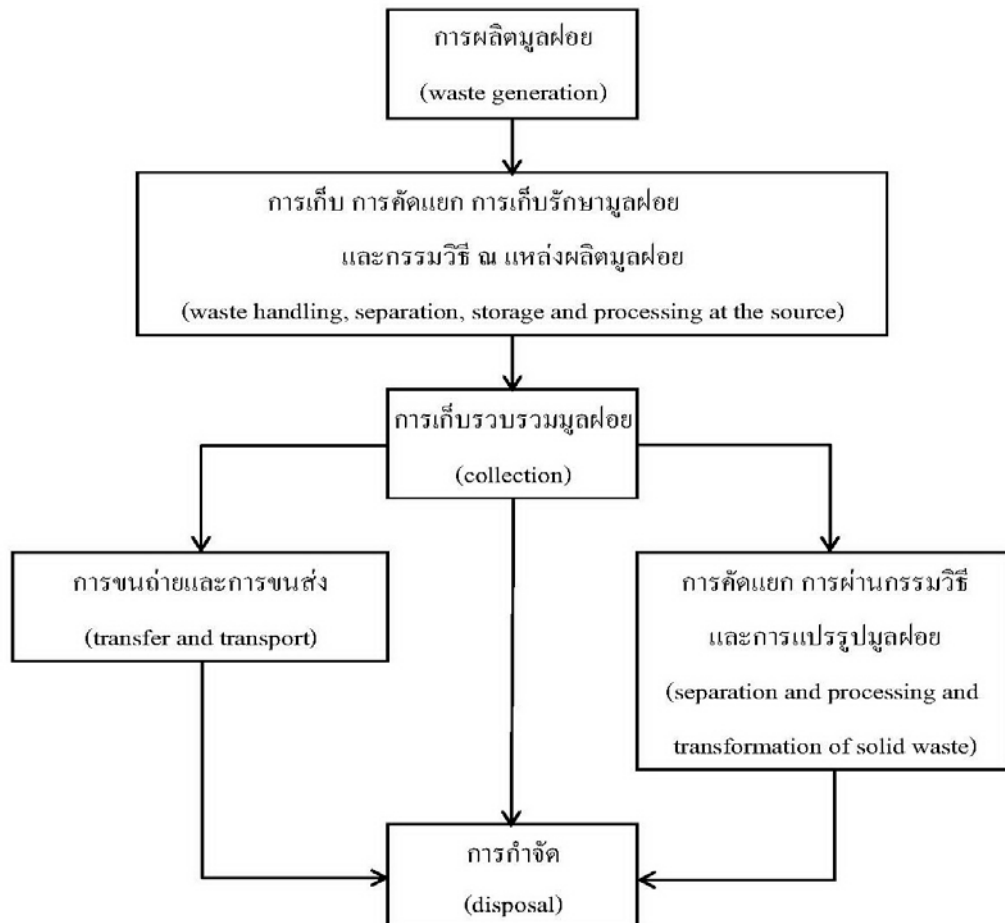 การผลิตมูลฝอย
(waste generation)
การเก็บ การคัดแยก การเก็บรักษามูลฝอย
และกรรมวิธี ณ แหล่งผลิตมูลฝอย
(waste handling, separation, storage and processing at the source)
การเก็บรวบรวมมูลฝอย
(collection)
การขนถ่ายและการขนส่ง
(transfer and transport)
การคัดแยก การผ่านกรรมวิธี
และการแปรรูปมูลฝอย
(separation and processing and
transformation of solid waste)
การกำจัด
(disposal)